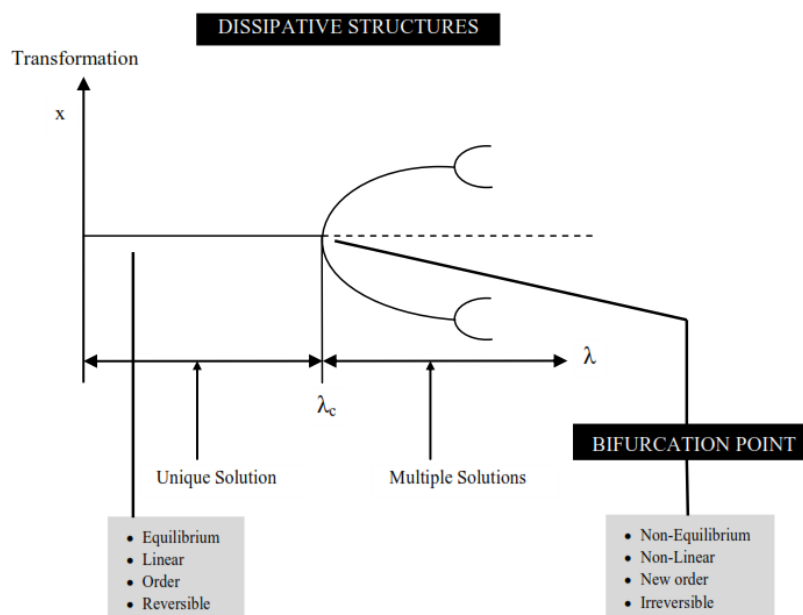 DISSIPATIVE STRUCTURES
Transformation
x
λ
λc
Unique Solution
Multiple Solutions
BIFURCATION POINT
• Equilibrium
• Linear
• Order
• Reversible
• Non-Equilibrium
• Non-Linear
• New order
• Irreversible